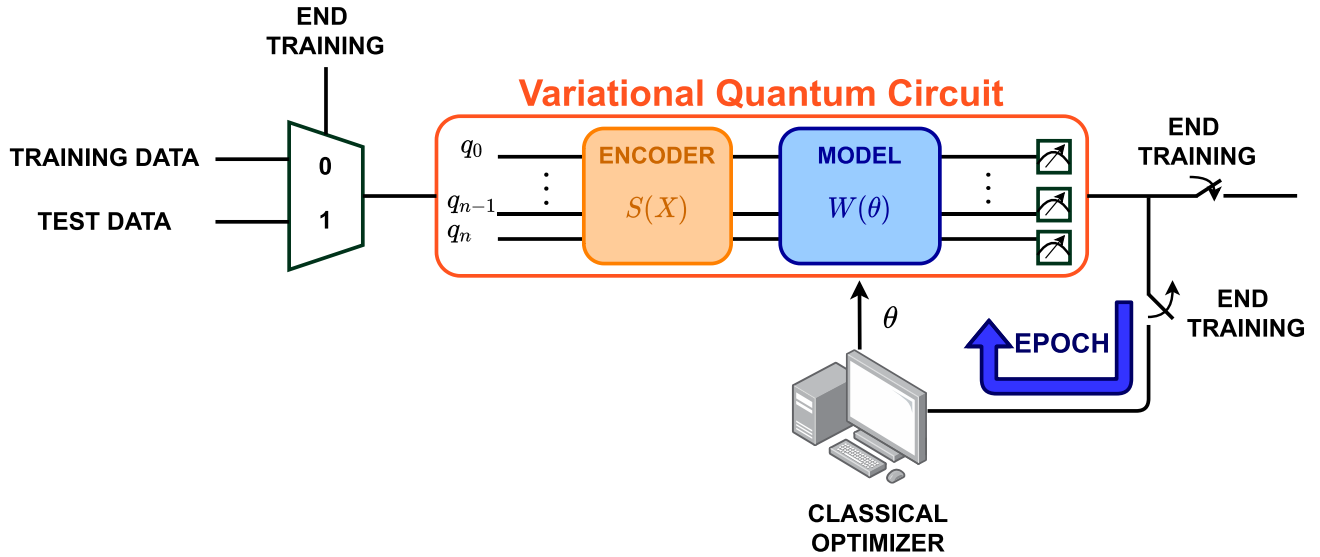 END
TRAINING
Variational Quantum Circuit
TRAINING DATA
TEST DATA
0
1
q0
⋮
qn−1
qn
ENCODER
S(X)
MODEL
W(θ)
⋮
END
TRAINING
END
TRAINING
θ
EPOCH
CLASSICAL
OPTIMIZER